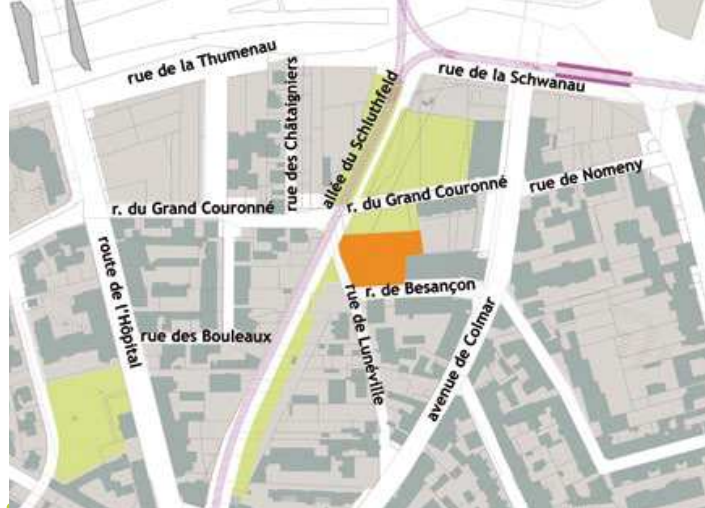 rue de la Thumenau
rue de la Schwanau
rue des Châtaigniers
allée du Schluthfeld
r. du Grand Couronné
r. du Grand Couronné
rue de Nomeny
route de l'Hôpital
r. de Besançon
rue des Bouleaux
rue de Lunéville
avenue de Colmar